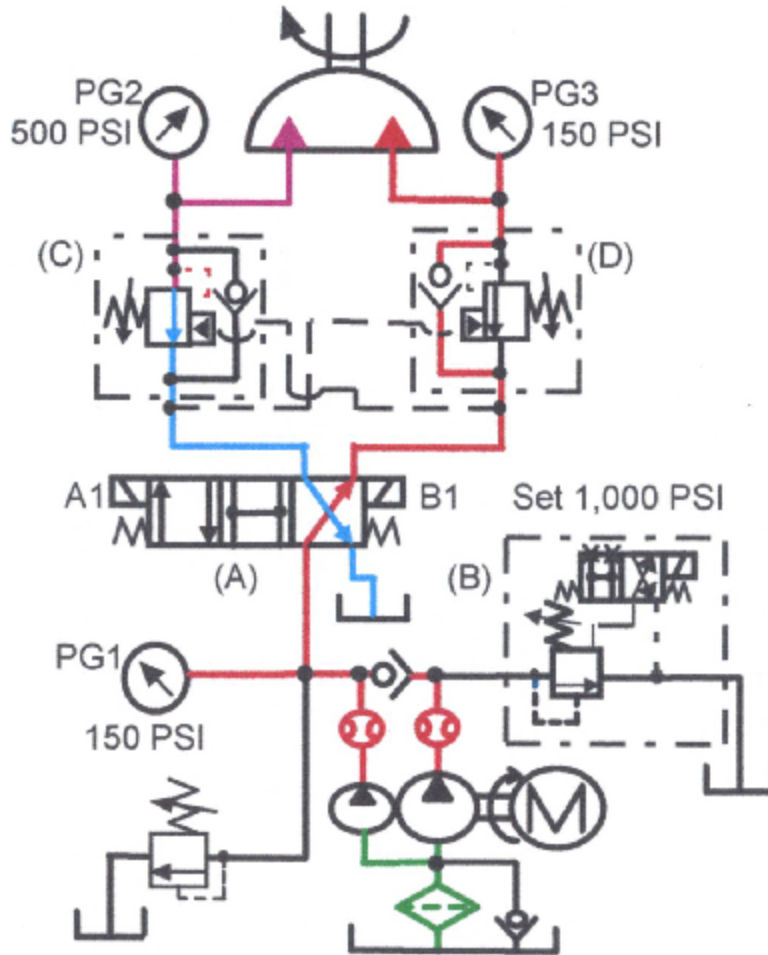 PG2
500 PSI
PG3
150 PSI
(C)
(D)
A1
B1
Set 1,000 PSI
(A)
(B)
PG1
150 PSI
M